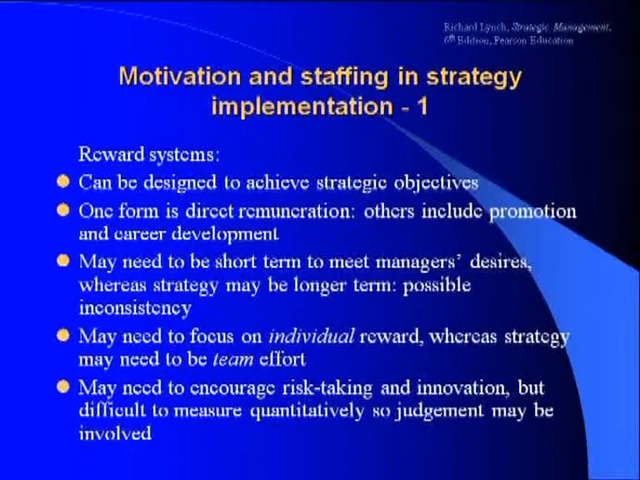 Richard Lynch, Strategic Management,
6th Edition, Pearson Education
Motivation and staffing in strategy
implementation - 1
Reward systems:
Can be designed to achieve strategic objectives
One form is direct remuneration: others include promotion
and career development
May need to be short term to meet managers' desires,
whereas strategy may be longer term: possible
inconsistency
May need to focus on individual reward, whereas strategy
may need to be team effort
May need to encourage risk-taking and innovation, but
difficult to measure quantitatively so judgement may be
involved